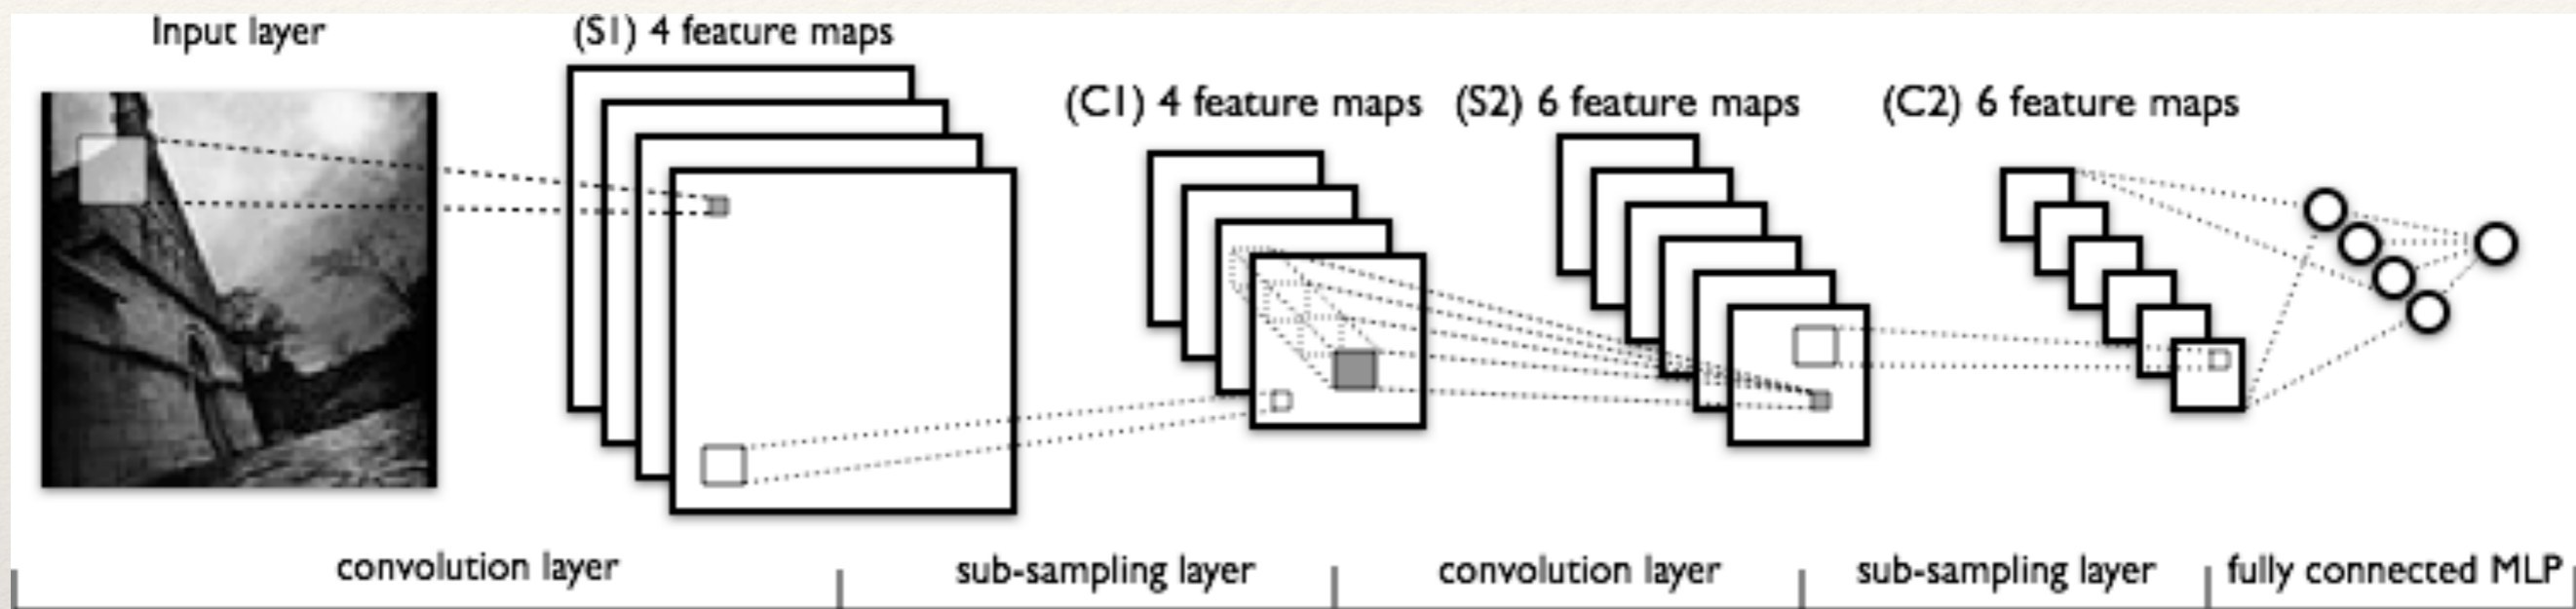 Input layer
(S1) 4 feature maps
(C1) 4 feature maps
(S2) 6 feature maps
(C2) 6 feature maps
convolution layer
sub-sampling layer
convolution layer
sub-sampling layer
fully connected MLP